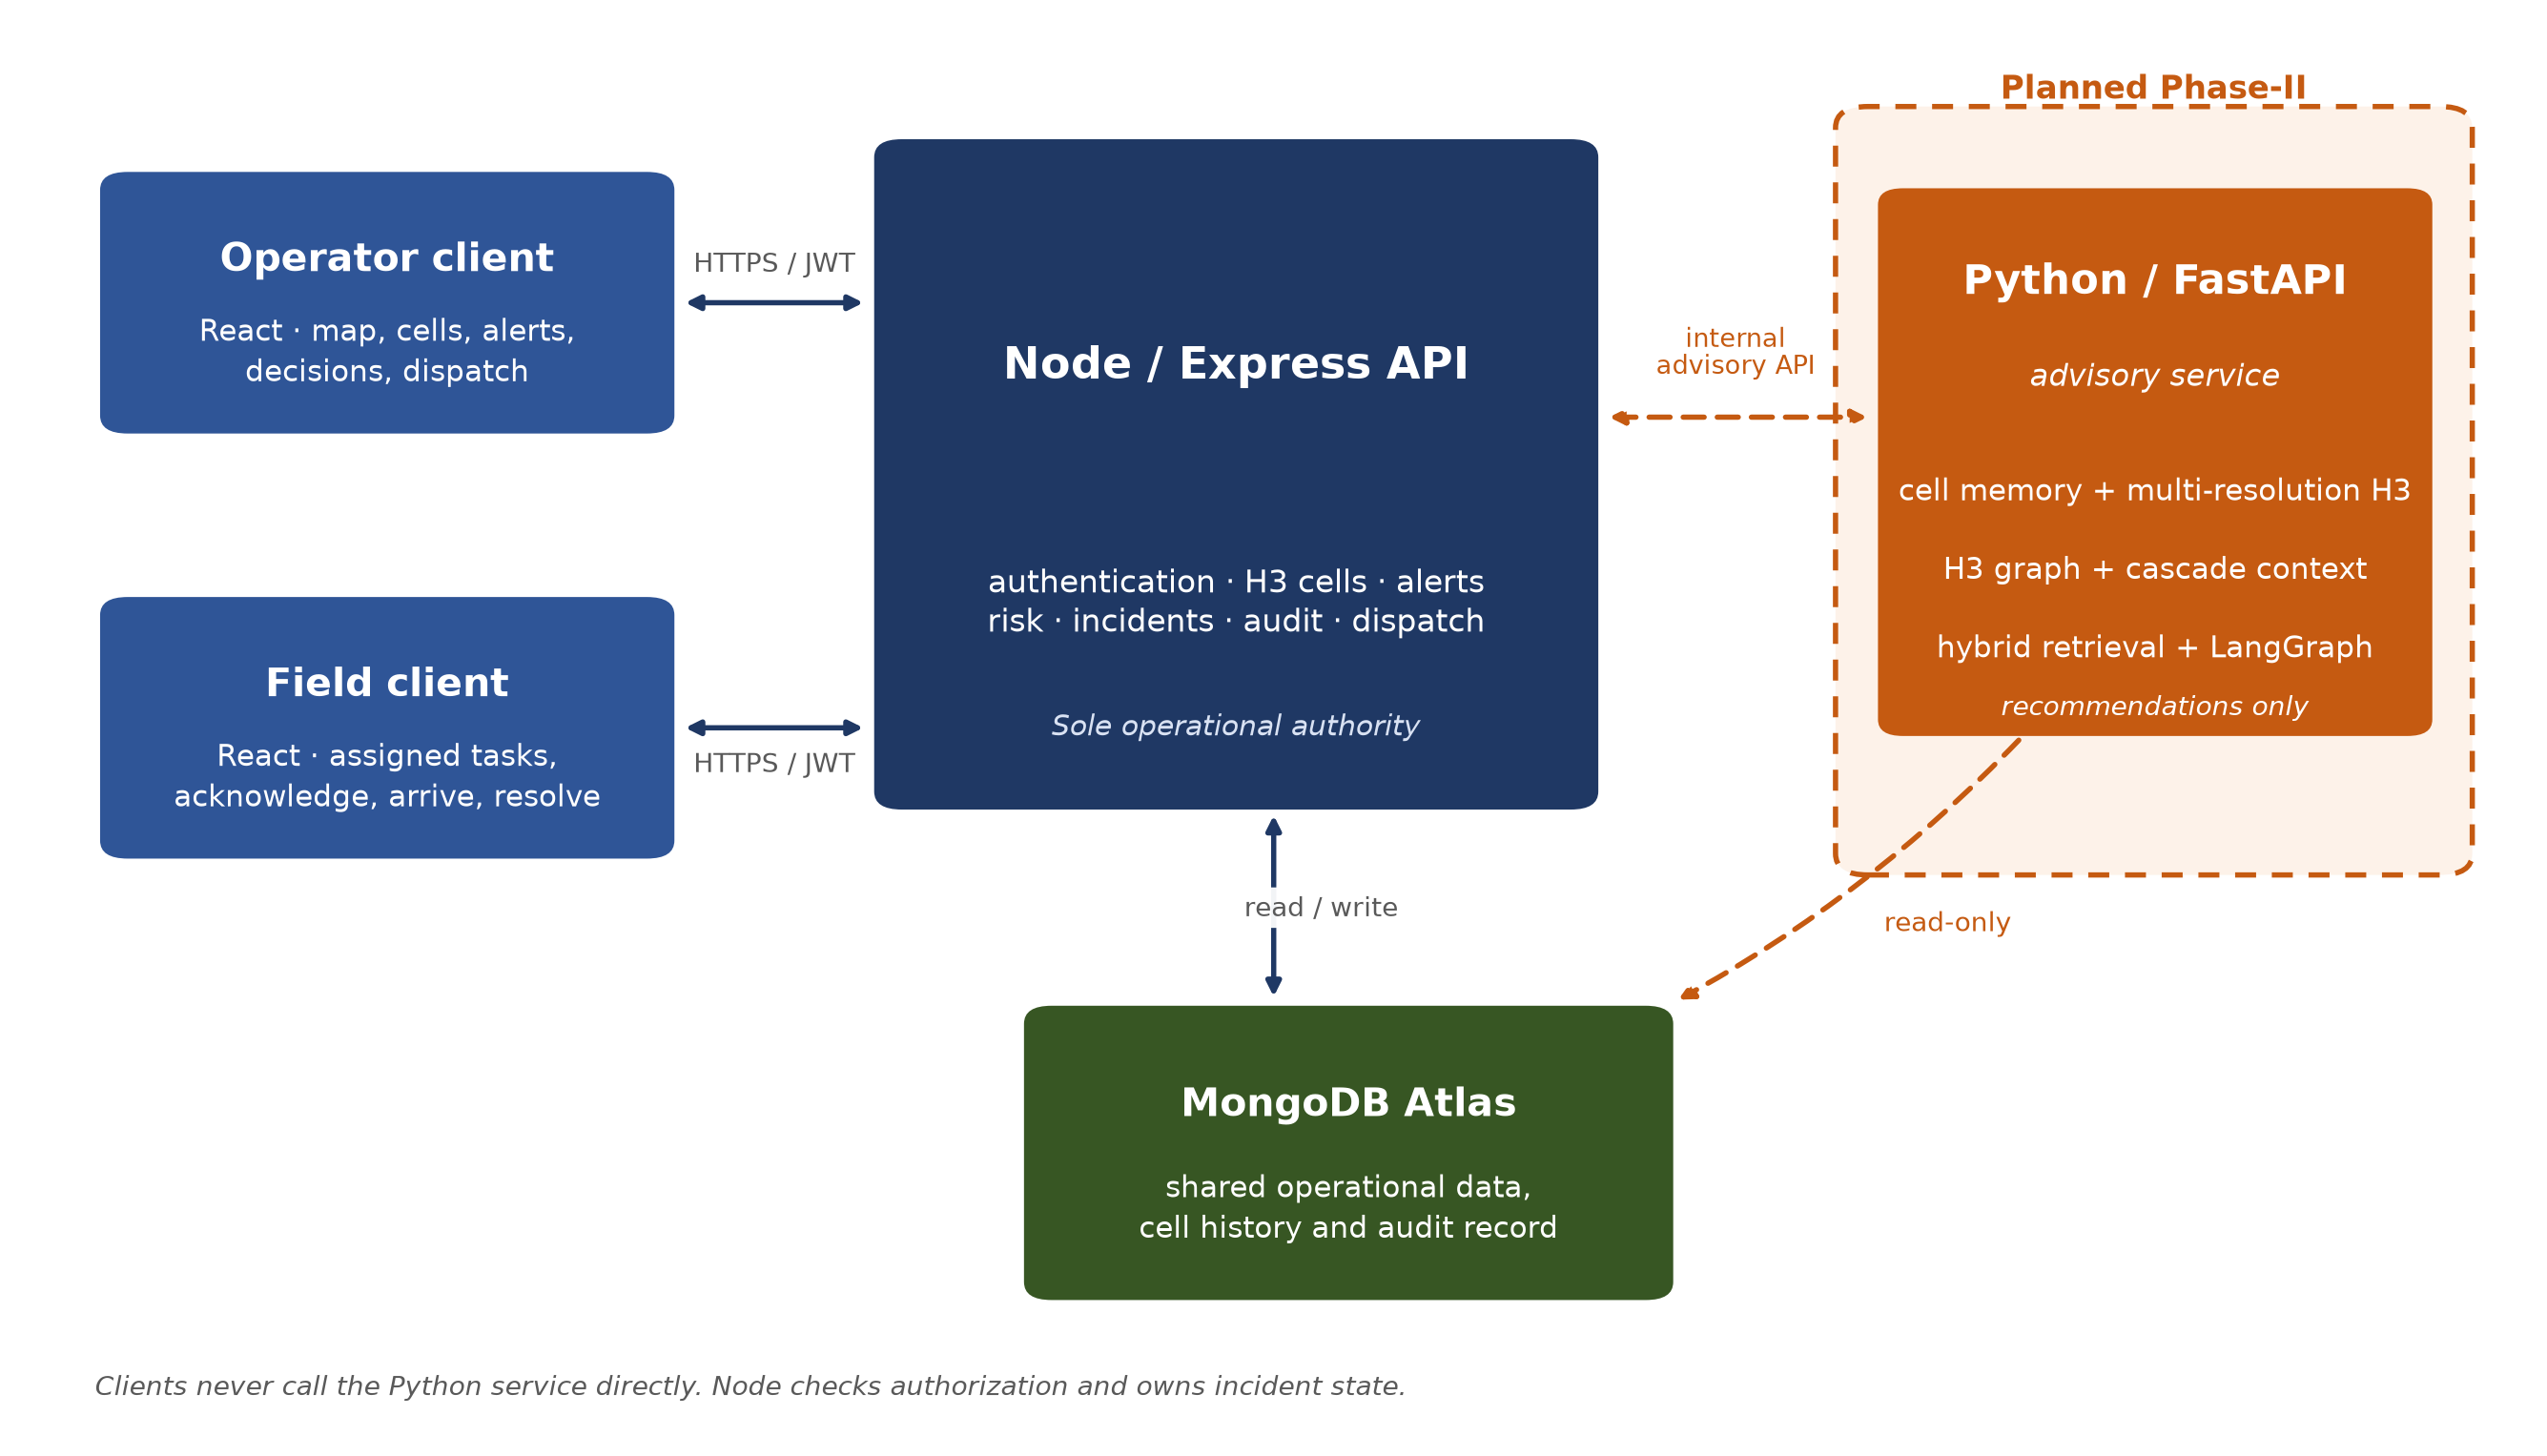 Planned Phase-II
Operator client
React · map, cells, alerts,
decisions, dispatch
HTTPS / JWT
Node / Express API
authentication · H3 cells · alerts
risk · incidents · audit · dispatch
Sole operational authority
internal
advisory API
Python / FastAPI
advisory service
cell memory + multi-resolution H3
H3 graph + cascade context
hybrid retrieval + LangGraph
recommendations only
Field client
React · assigned tasks,
acknowledge, arrive, resolve
HTTPS / JWT
read / write
read-only
MongoDB Atlas
shared operational data,
cell history and audit record
Clients never call the Python service directly. Node checks authorization and owns incident state.